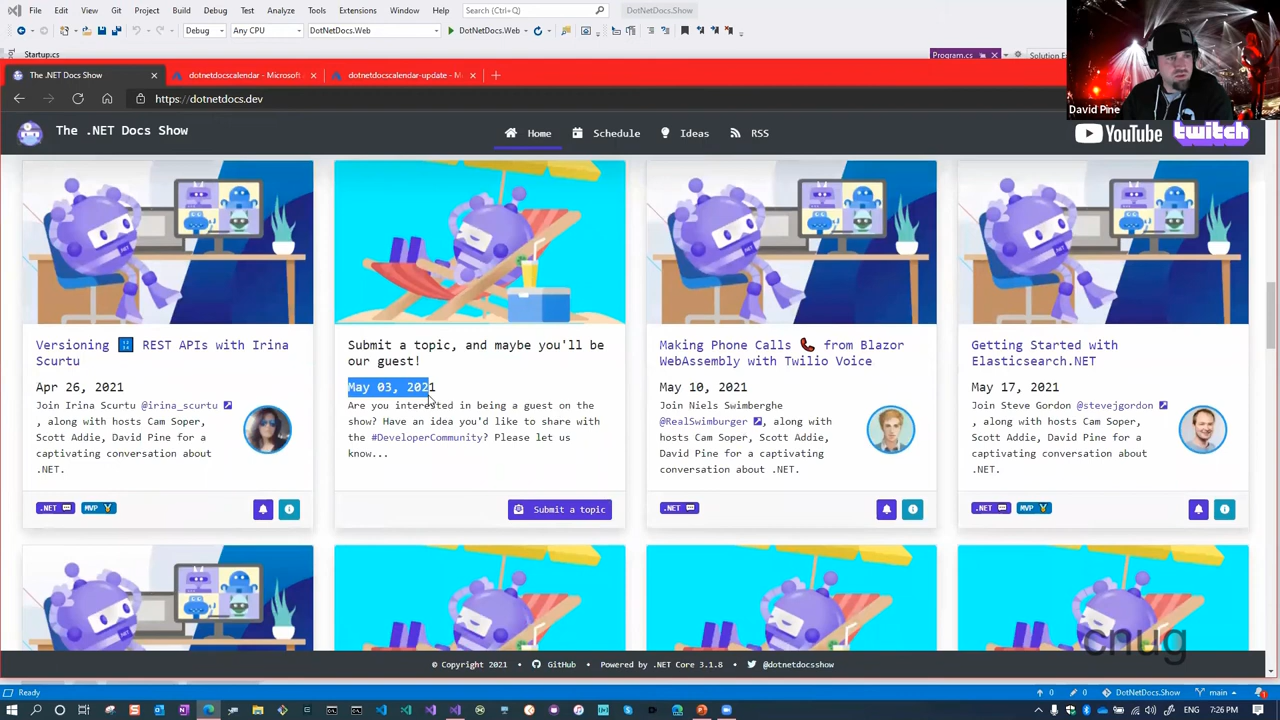 File Edit View Git Project Build Debug Test Analyze Tools Extensions Window Help Search (Ctrl+Q) DotNetDocs.Show
Debug Any CPU DotNetDocs.Web DotNetDocs.Web
Startup.cs Program.cs Solution E
The .NET Docs Show dotnetdocscalendar - Microsoft dotnetdocscalendar-update - M
https://dotnetdocs.dev
David Pine
The .NET Docs Show Home Schedule Ideas RSS YouTube twitch
Versioning REST APIs with Irina
Scurtu
Apr 26, 2021
Join Irina Scurtu @irina_scurtu
, along with hosts Cam Soper,
Scott Addie, David Pine for a
captivating conversation about
.NET.
.NET MVP
Submit a topic, and maybe you'll be
our guest!
May 03, 2021
Are you interested in being a guest on the
show? Have an idea you'd like to share with
the #DeveloperCommunity? Please let us
know...
Submit a topic
Making Phone Calls from Blazor
WebAssembly with Twilio Voice
May 10, 2021
Join Niels Swimberghe
@RealSwimburger, along with
hosts Cam Soper, Scott Addie,
David Pine for a captivating
conversation about .NET.
.NET
Getting Started with
Elasticsearch.NET
May 17, 2021
Join Steve Gordon @stevejgordon
, along with hosts Cam Soper,
Scott Addie, David Pine for a
captivating conversation about
.NET.
.NET MVP
cnug
© Copyright 2021 • GitHub • Powered by .NET Core 3.1.8 • @dotnetdocsshow
Ready 0 0 DotNetDocs.Show main 1
7:26 PM